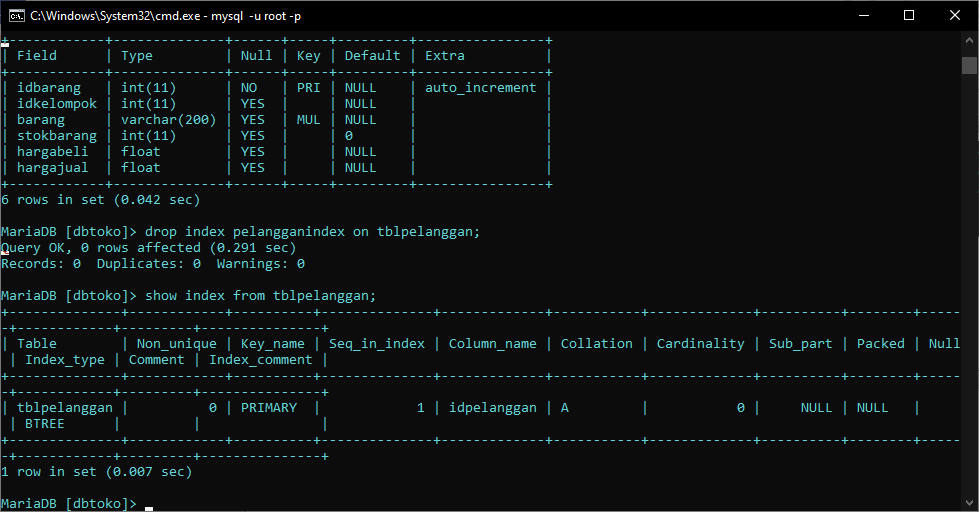 C:\Windows\System32\cmd.exe - mysql  -u root -p
+------------+--------------+------+-----+---------+----------------+
| Field      | Type         | Null | Key | Default | Extra          |
+------------+--------------+------+-----+---------+----------------+
| idbarang   | int(11)      | NO   | PRI | NULL    | auto_increment |
| idkelompok | int(11)      | YES  |     | NULL    |                |
| barang     | varchar(200) | YES  | MUL | NULL    |                |
| stokbarang | int(11)      | YES  |     | 0       |                |
| hargabeli  | float        | YES  |     | NULL    |                |
| hargajual  | float        | YES  |     | NULL    |                |
+------------+--------------+------+-----+---------+----------------+
6 rows in set (0.042 sec)

MariaDB [dbtoko]> drop index pelangganindex on tblpelanggan;
Query OK, 0 rows affected (0.291 sec)
Records: 0  Duplicates: 0  Warnings: 0

MariaDB [dbtoko]> show index from tblpelanggan;
+--------------+------------+----------+--------------+-------------+-----------+-------------+----------+--------+-----
-+------------+---------+---------------+
| Table        | Non_unique | Key_name | Seq_in_index | Column_name | Collation | Cardinality | Sub_part | Packed | Null
 | Index_type | Comment | Index_comment |
+--------------+------------+----------+--------------+-------------+-----------+-------------+----------+--------+-----
-+------------+---------+---------------+
| tblpelanggan |          0 | PRIMARY  |            1 | idpelanggan | A         |           0 |     NULL | NULL   |
 | BTREE      |         |               |
+--------------+------------+----------+--------------+-------------+-----------+-------------+----------+--------+-----
-+------------+---------+---------------+
1 row in set (0.007 sec)

MariaDB [dbtoko]>